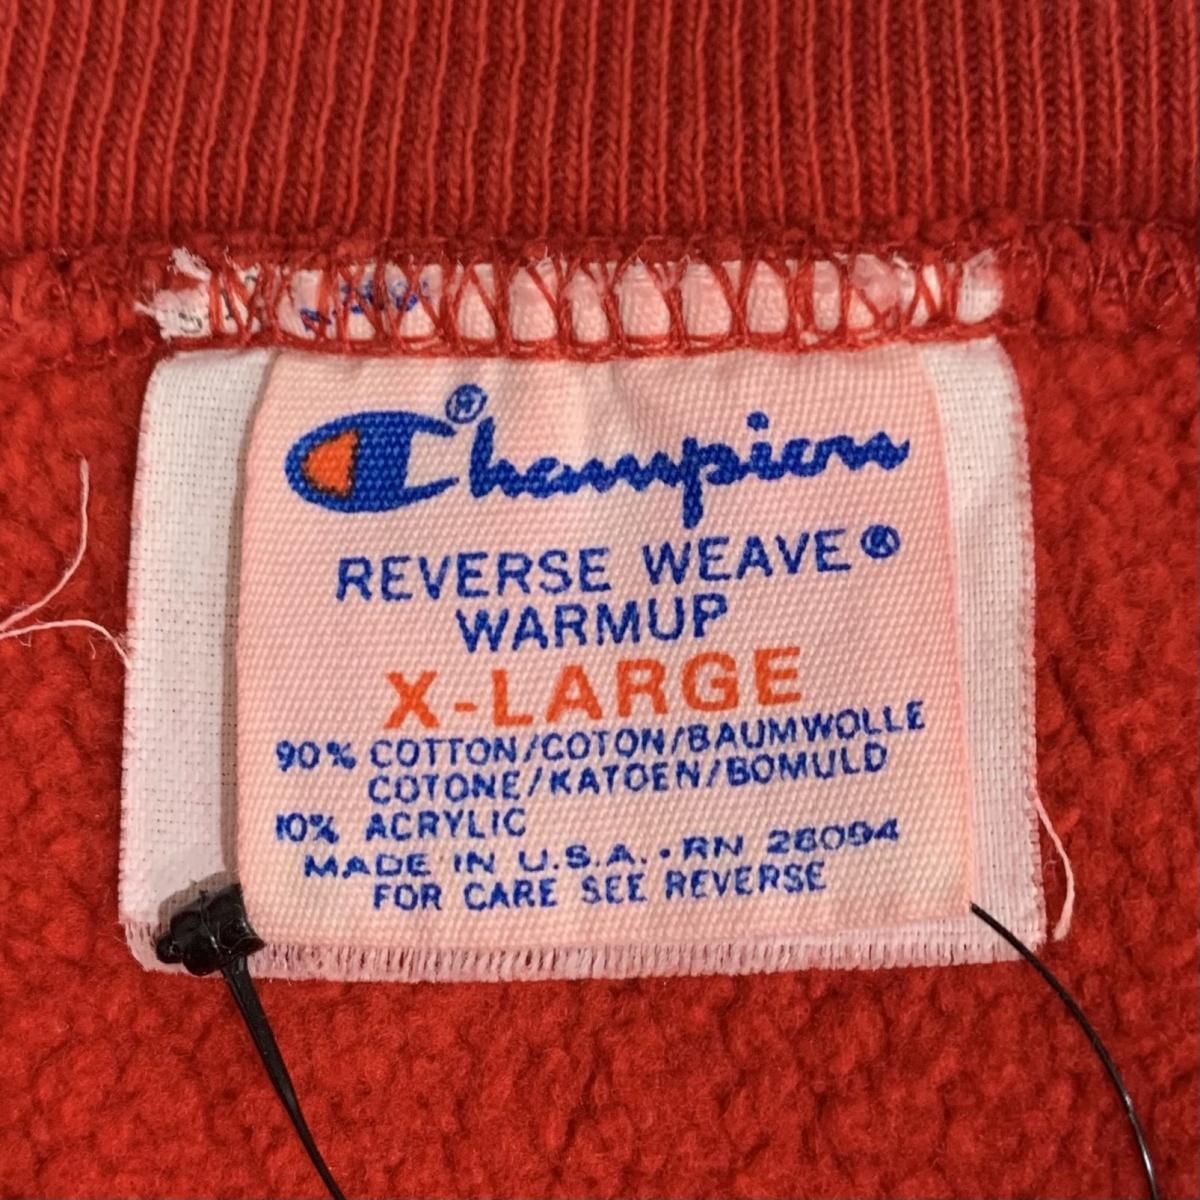 Champion®
REVERSE WEAVE®
WARMUP
X-LARGE
90% COTTON/COTON/BAUMWOLLE
COTONE/KATOEN/BOMULD
10% ACRYLIC
MADE IN U.S.A. • RN 26094
FOR CARE SEE REVERSE